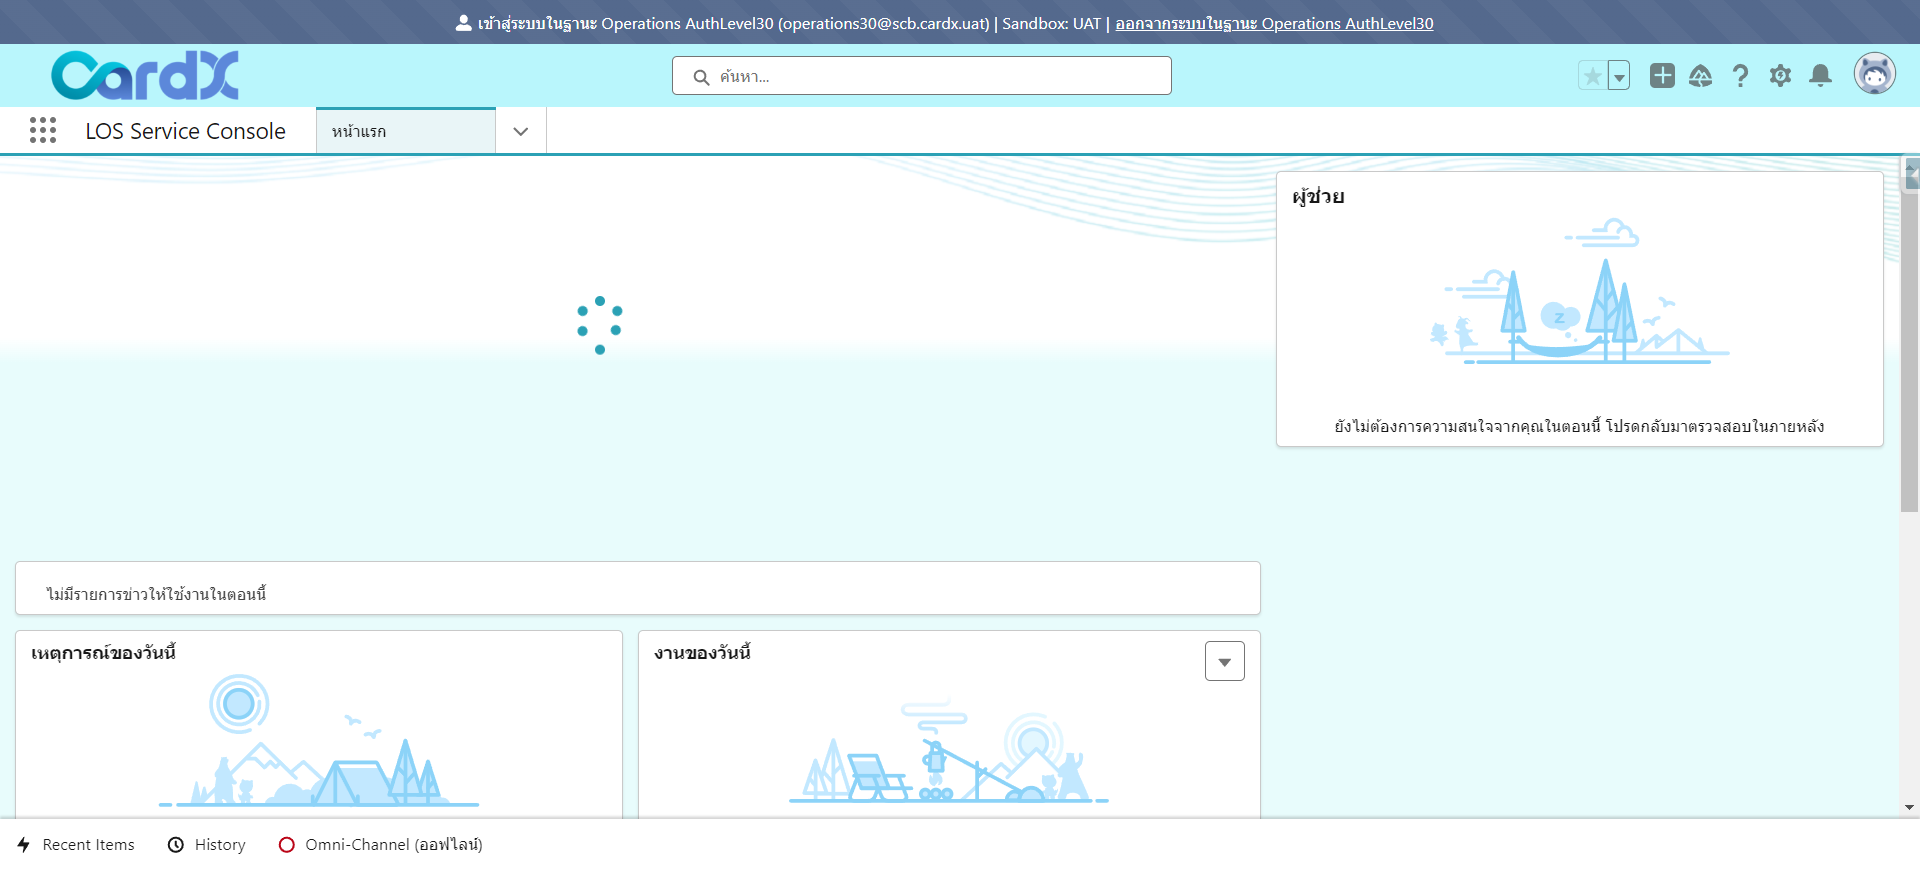 เข้าสู่ระบบในฐานะ Operations AuthLevel30 (operations30@scb.cardx.uat) | Sandbox: UAT | ออกจากระบบในฐานะ Operations AuthLevel30
CardX
ค้นหา...
LOS Service Console
หน้าแรก
ผู้ช่วย
Z
ยังไม่ต้องการความสนใจจากคุณในตอนนี้ โปรดกลับมาตรวจสอบในภายหลัง
ไม่มีรายการข่าวให้ใช้งานในตอนนี้
เหตุการณ์ของวันนี้
งานของวันนี้
Recent Items
History
Omni-Channel (ออฟไลน์)